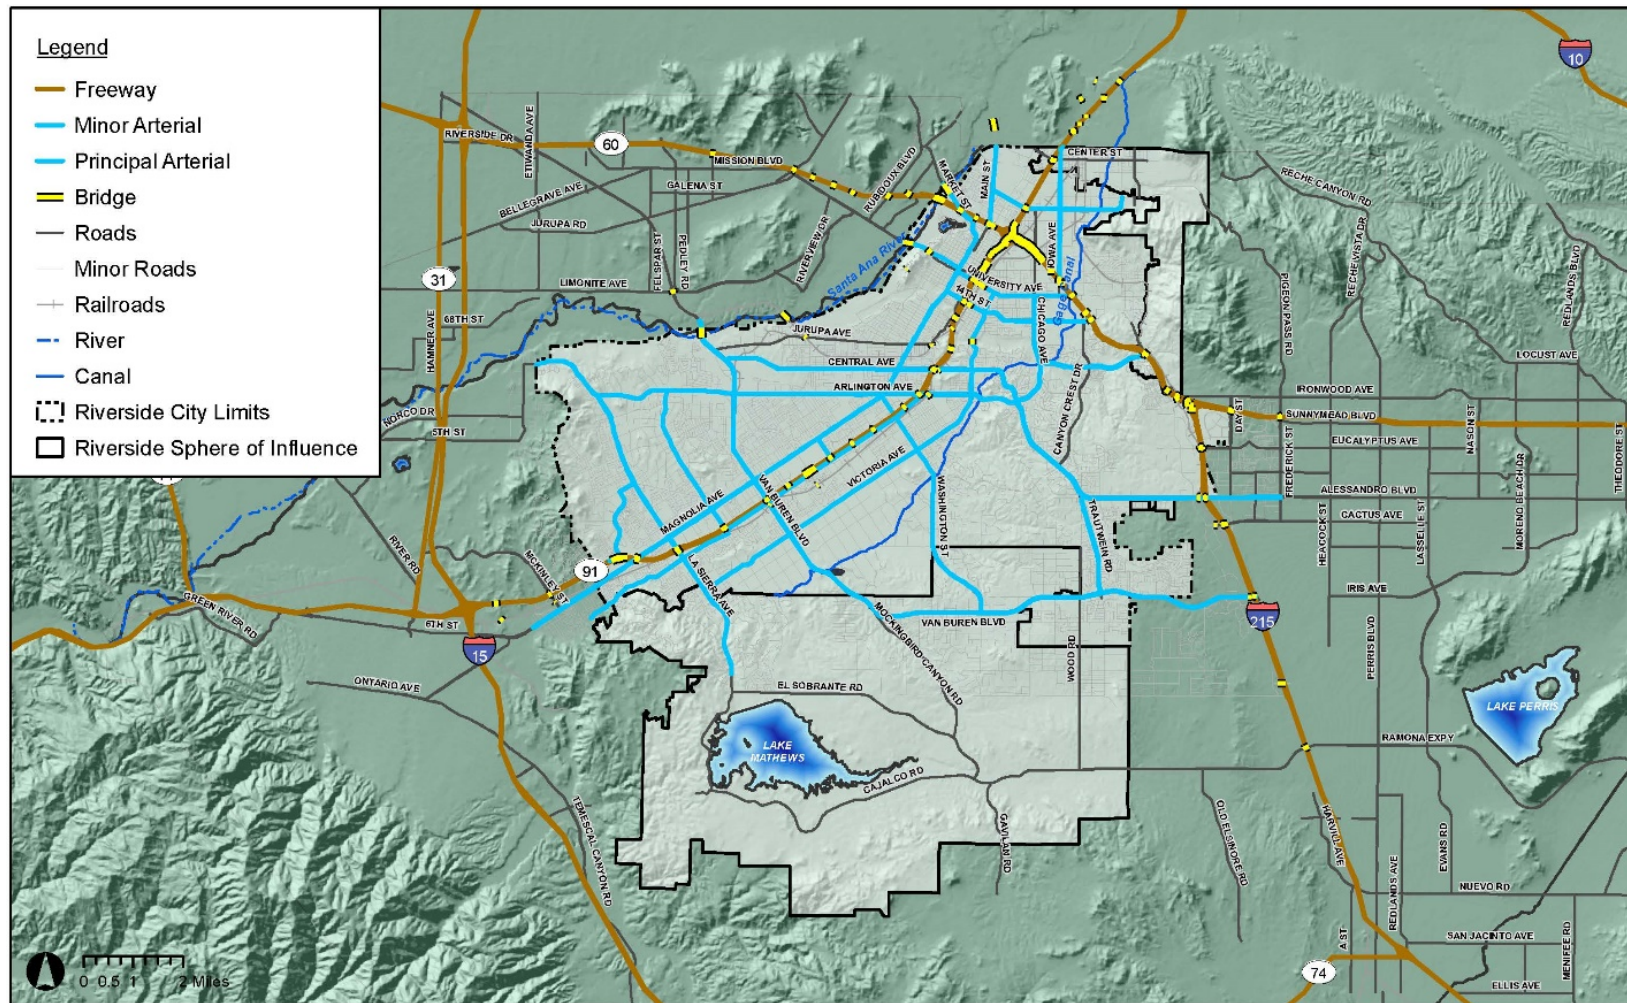 Legend
Freeway
Minor Arterial
Principal Arterial
Bridge
Roads
Minor Roads
Railroads
River
Canal
Riverside City Limits
Riverside Sphere of Influence
10
RIVERSIDE DR
ETIWANDA AVE
60
MISSION BLVD
GALENA ST
RUBIDOUX BLVD
MARKET ST
MAIN ST
CENTER ST
RECHE CANYON RD
BELLEGRAVE AVE
JURUPA RD
RIVERVIEW DR
FELSPAR ST
PEDLEY RD
Santa Ana River
IOWA AVE
Gage Canal
RECHE VISTA DR
PIGEON PASS RD
REDLANDS BLVD
31
LIMONITE AVE
UNIVERSITY AVE
14TH ST
CHICAGO AVE
68TH ST
HAMNER AVE
JURUPA AVE
CENTRAL AVE
ARLINGTON AVE
CANYON CREST DR
LOCUST AVE
IRONWOOD AVE
SUNNYMEAD BLVD
DAY ST
EUCALYPTUS AVE
NASON ST
THEODORE ST
NORCO DR
5TH ST
VICTORIA AVE
MAGNOLIA AVE
VAN BUREN BLVD
WASHINGTON ST
TRAUTWEIN RD
FREDERICK ST
ALESSANDRO BLVD
CACTUS AVE
HEACOCK ST
LASSELLE ST
MORENO BEACH DR
RIVER RD
MCKINLEY ST
91
LA SIERRA AVE
IRIS AVE
GREEN RIVER RD
6TH ST
15
MOCKINGBIRD CANYON RD
VAN BUREN BLVD
WOOD RD
215
PERRIS BLVD
ONTARIO AVE
EL SOBRANTE RD
LAKE PERRIS
LAKE
MATHEWS
CAJALCO RD
RAMONA EXPY
TEMESCAL CANYON RD
GAVILAN RD
OLD ELSINORE RD
HARVILL AVE
EVANS RD
REDLANDS AVE
NUEVO RD
A ST
SAN JACINTO AVE
MENIFEE RD
74
ELLIS AVE
0 0.5 1 2 Miles